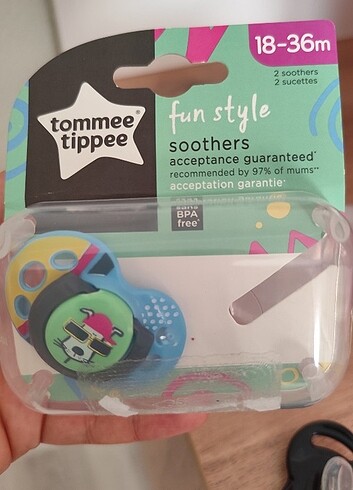 18-36m
2 soothers
2 sucettes
tommee
tippee
fun style
soothers
acceptance guaranteed*
recommended by 97% of mums**
acceptation garantie*
sans
BPA
free*